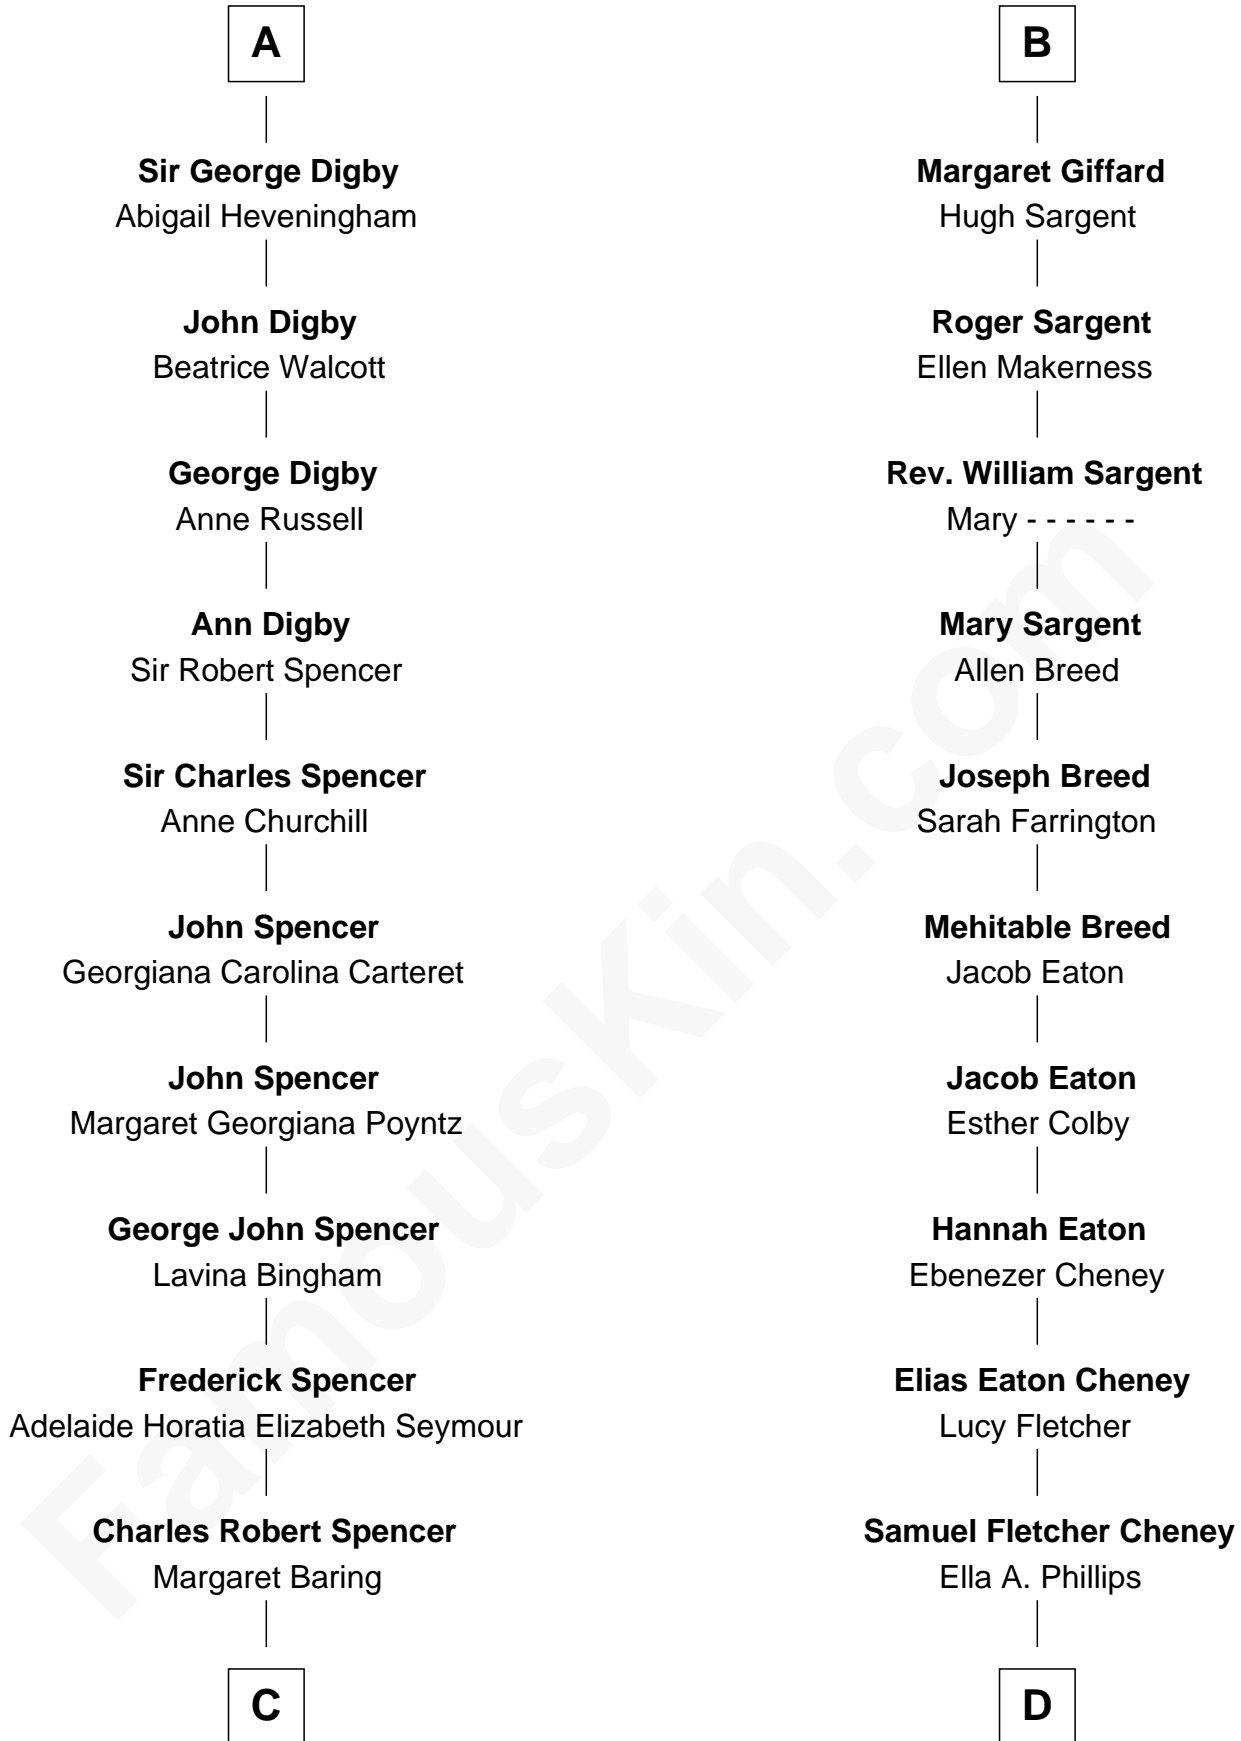 A
Sir George Digby
Abigail Heveningham
John Digby
Beatrice Walcott
George Digby
Anne Russell
Ann Digby
Sir Robert Spencer
Sir Charles Spencer
Anne Churchill
John Spencer
Georgiana Carolina Carteret
John Spencer
Margaret Georgiana Poyntz
George John Spencer
Lavina Bingham
Frederick Spencer
Adelaide Horatia Elizabeth Seymour
Charles Robert Spencer
Margaret Baring
C
B
Margaret Giffard
Hugh Sargent
Roger Sargent
Ellen Makerness
Rev. William Sargent
Mary - - - - - -
Mary Sargent
Allen Breed
Joseph Breed
Sarah Farrington
Mehitable Breed
Jacob Eaton
Jacob Eaton
Esther Colby
Hannah Eaton
Ebenezer Cheney
Elias Eaton Cheney
Lucy Fletcher
Samuel Fletcher Cheney
Ella A. Phillips
D
FamousKin.com